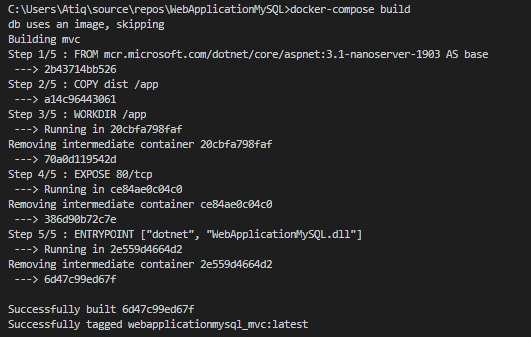 C:\Users\Atiq\source\repos\WebApplicationMySQL>docker-compose build
db uses an image, skipping
Building mvc
Step 1/5 : FROM mcr.microsoft.com/dotnet/core/aspnet:3.1-nanoserver-1903 AS base
---> 2b43714bb526
Step 2/5 : COPY dist /app
---> a14c96443061
Step 3/5 : WORKDIR /app
---> Running in 20cbfa798faf
Removing intermediate container 20cbfa798faf
---> 70a0d119542d
Step 4/5 : EXPOSE 80/tcp
---> Running in ce84ae0c04c0
Removing intermediate container ce84ae0c04c0
---> 386d90b72c7e
Step 5/5 : ENTRYPOINT ["dotnet", "WebApplicationMySQL.dll"]
---> Running in 2e559d4664d2
Removing intermediate container 2e559d4664d2
---> 6d47c99ed67f
Successfully built 6d47c99ed67f
Successfully tagged webapplicationmysql_mvc:latest